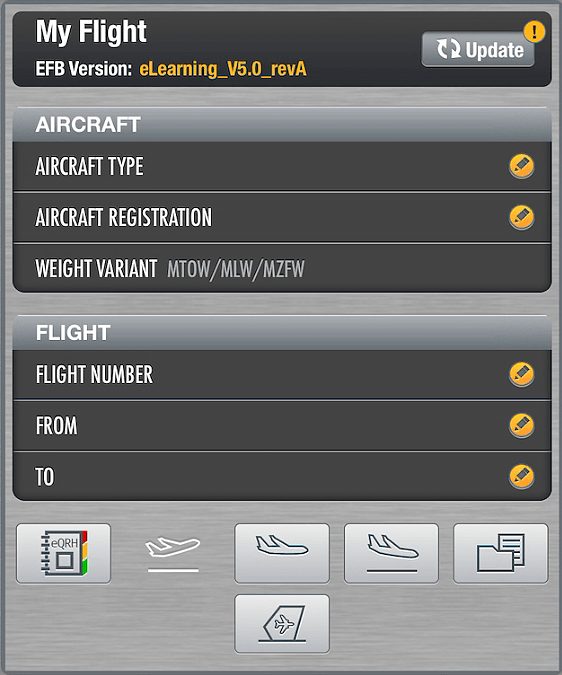 My Flight
!
Update
EFB Version: eLearning_V5.0_revA
AIRCRAFT
AIRCRAFT TYPE
AIRCRAFT REGISTRATION
WEIGHT VARIANT MTOW/MLW/MZFW
FLIGHT
FLIGHT NUMBER
FROM
TO
eQRH